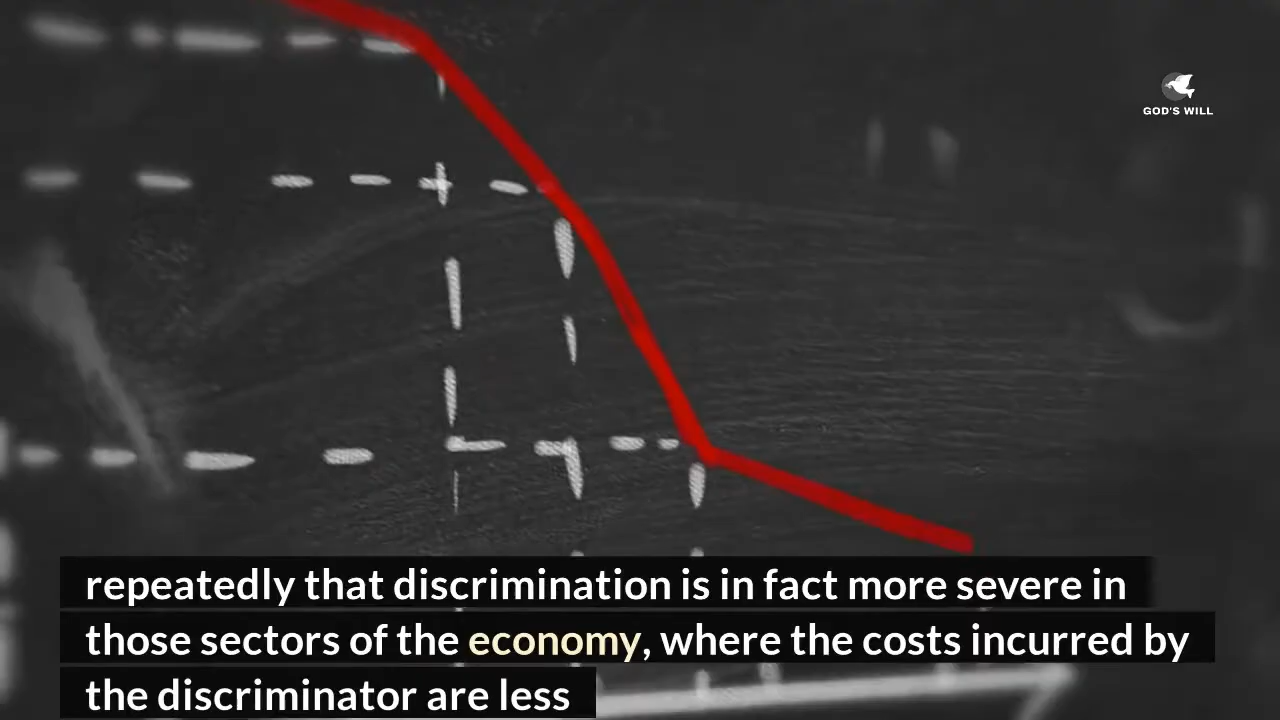 GOD'S WILL
repeatedly that discrimination is in fact more severe in
those sectors of the economy, where the costs incurred by
the discriminator are less